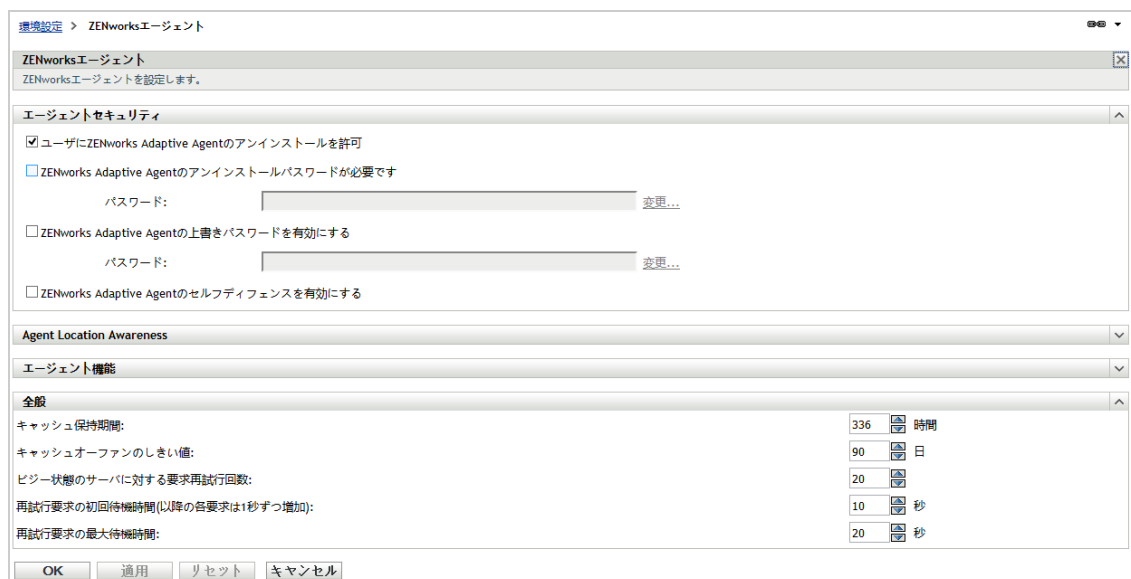 環境設定 > ZENworksエージェント
ZENworksエージェント
ZENworksエージェントを設定します。
エージェントセキュリティ
ユーザにZENworks Adaptive Agentのアンインストールを許可
ZENworks Adaptive Agentのアンインストールパスワードが必要です
パスワード: 変更...
ZENworks Adaptive Agentの上書きパスワードを有効にする
パスワード: 変更...
ZENworks Adaptive Agentのセルフディフェンスを有効にする
Agent Location Awareness
エージェント機能
全般
キャッシュ保持期間: 336 時間
キャッシュオーファンのしきい値: 90 日
ビジー状態のサーバに対する要求再試行回数: 20
再試行要求の初回待機時間(以降の各要求は1秒ずつ増加): 10 秒
再試行要求の最大待機時間: 20 秒
OK 適用 リセット キャンセル